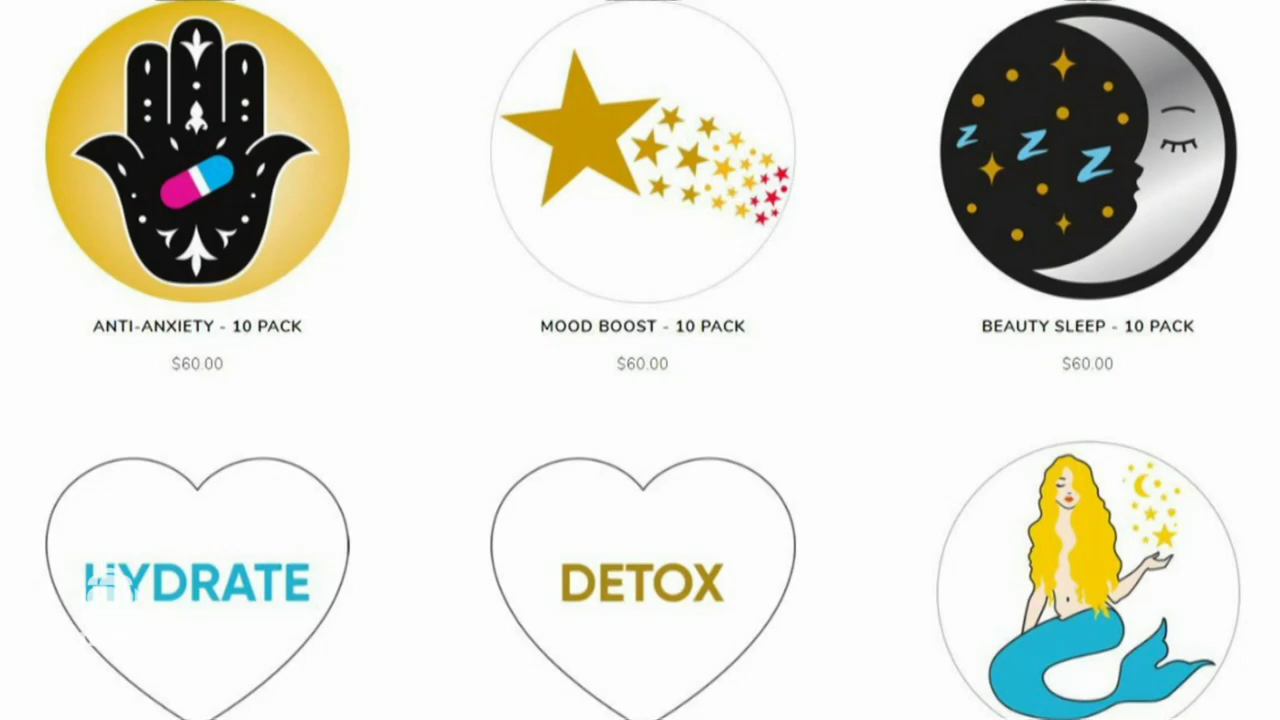 Z Z Z
ANTI-ANXIETY - 10 PACK
MOOD BOOST - 10 PACK
BEAUTY SLEEP - 10 PACK
$60.00
$60.00
$60.00
HYDRATE
DETOX